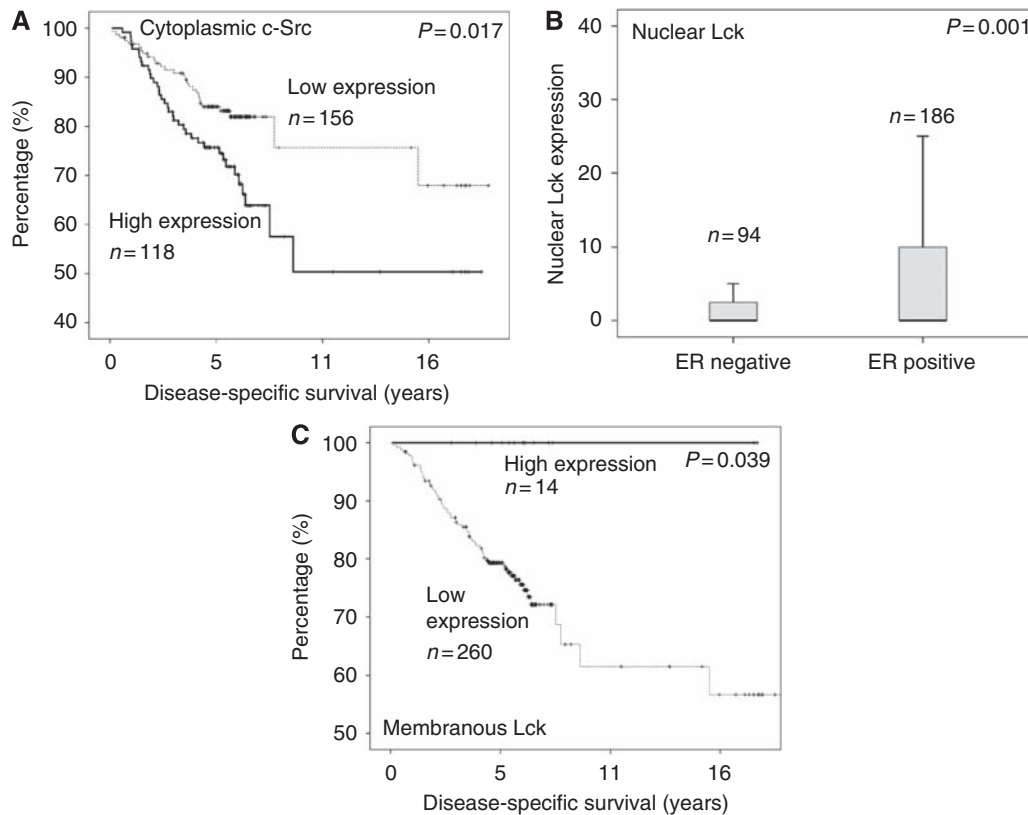 A
Cytoplasmic c-Src
P=0.017
Low expression
n=156
High expression
n=118
100
90
80
70
60
50
40
Percentage (%)
0 5 11 16
Disease-specific survival (years)
B
Nuclear Lck
P=0.001
n=186
n=94
40
30
20
10
0
Nuclear Lck expression
ER negative ER positive
C
High expression
n=14
P=0.039
Low
expression
n=260
Membranous Lck
100
90
80
70
60
50
Percentage (%)
0 5 11 16
Disease-specific survival (years)